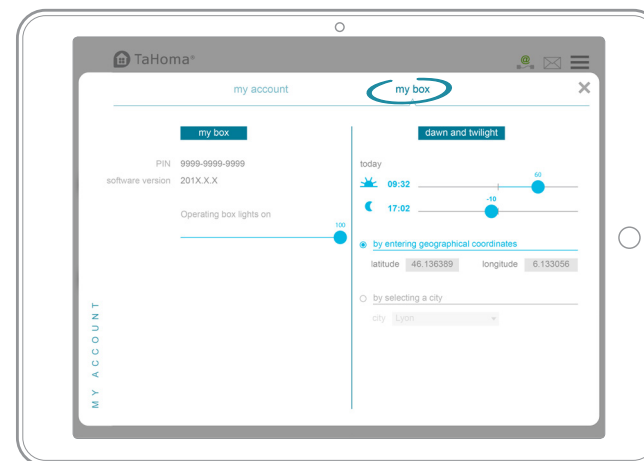 TaHoma®
@
my account
my box
my box
PIN 9999-9999-9999
software version 201X.X.X
Operating box lights on
100
dawn and twilight
today
60
09:32
-10
17:02
by entering geographical coordinates
latitude 46.136389 longitude 6.133056
by selecting a city
city Lyon
MY ACCOUNT